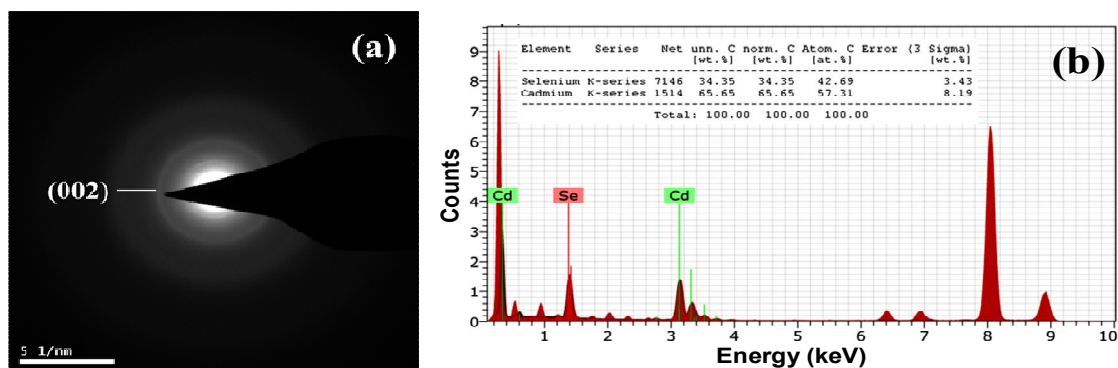 (a)
(002)
5 1/nm
(b)
Element Series Net unn. C norm. C Atom. C Error (3 Sigma)
[wt.%] [wt.%] [at.%] [wt.%]
Selenium K-series 7146 34.35 34.35 42.69 3.43
Cadmium K-series 1514 65.65 65.65 57.31 8.19
Total: 100.00 100.00 100.00
Cd Se Cd
Counts
9
8
7
6
5
4
3
2
1
0
1 2 3 4 5 6 7 8 9 10
Energy (keV)